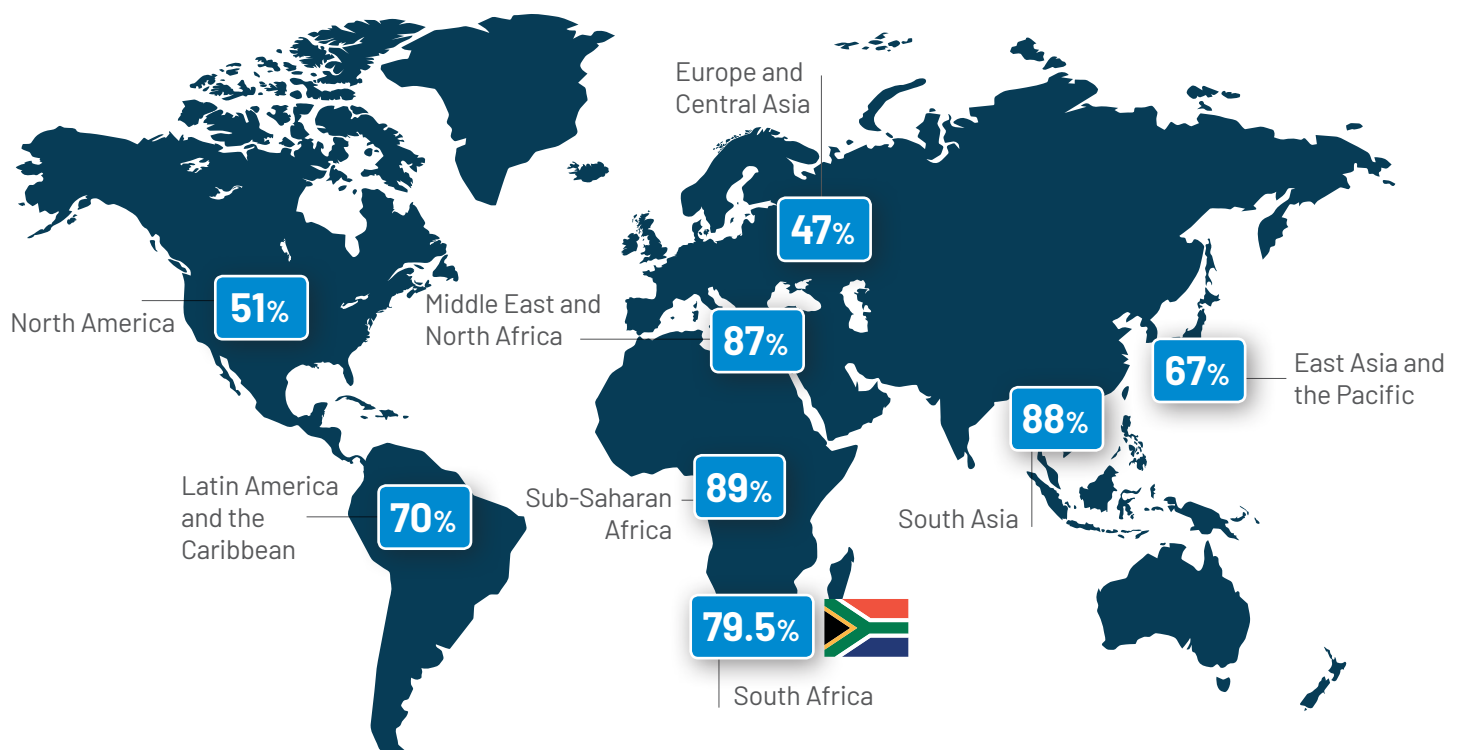 Europe and
Central Asia
47%
North America
51%
Middle East and
North Africa
87%
67%
East Asia and
the Pacific
88%
South Asia
Latin America
and the
Caribbean
70%
Sub-Saharan
Africa
89%
79.5%
South Africa